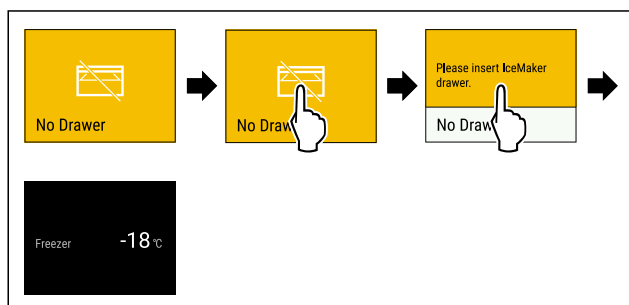 No Drawer
No Draw
Please insert IceMaker
drawer.
No Draw
Freezer -18 °C